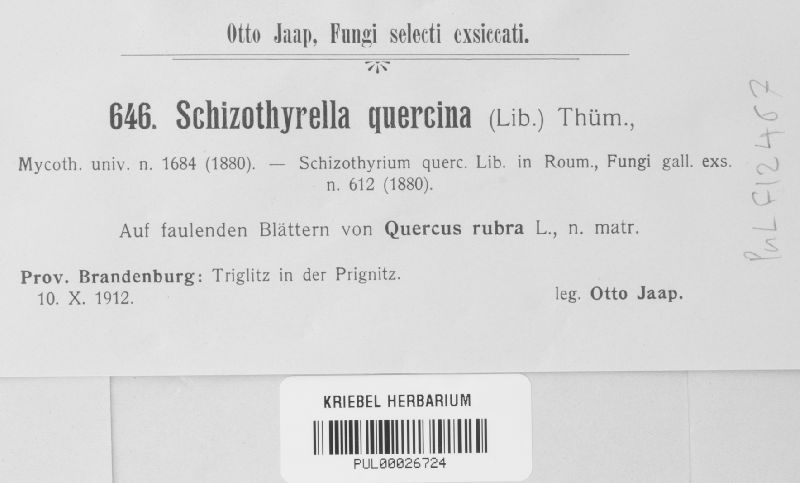 Otto Jaap, Fungi selecti exsiccati.
646. Schizothyrella quercina (Lib.) Thüm.,
Mycoth. univ. n. 1684 (1880). — Schizothyrium querc. Lib. in Roum., Fungi gall. exs.
n. 612 (1880).
Auf faulenden Blättern von Quercus rubra L., n. matr.
Prov. Brandenburg: Triglitz in der Prignitz.
10. X. 1912.
leg. Otto Jaap.
PuL F12467
KRIEBEL HERBARIUM
PUL00026724